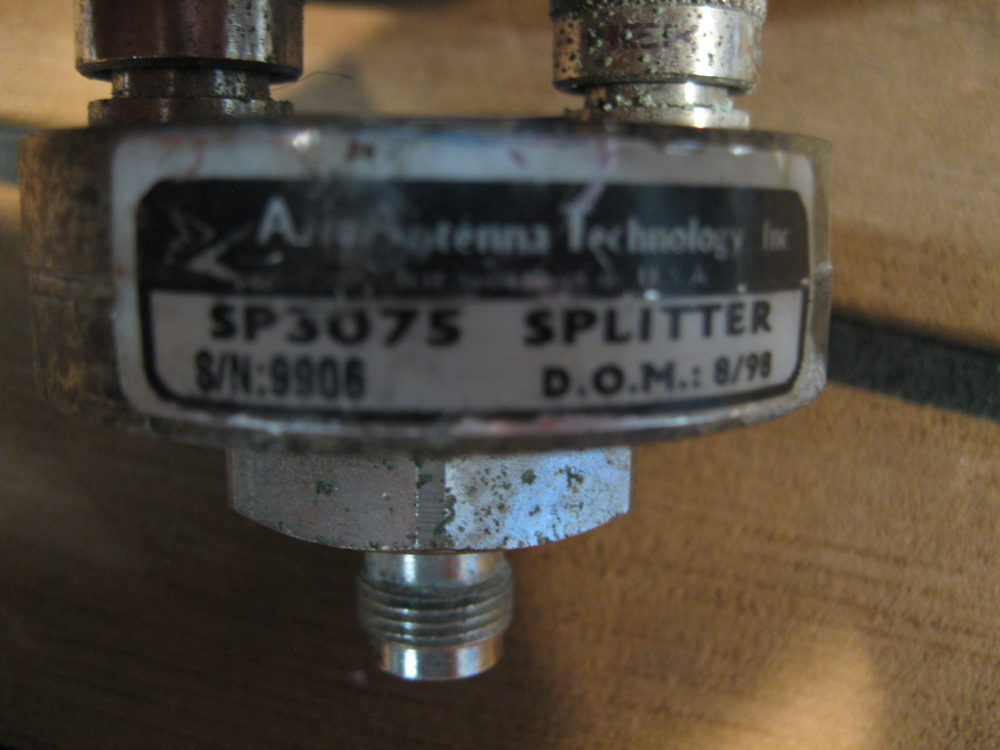 Antenna Technology Inc
U.S.A
SP3075 SPLITTER
S/N:9906 D.O.M.: 8/98